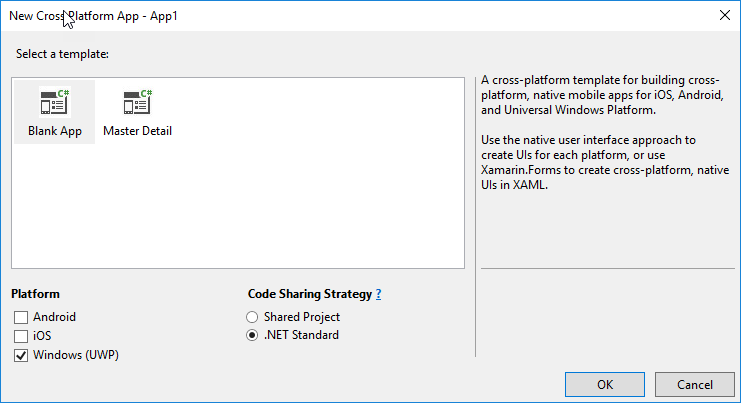 New Cross Platform App - App1
Select a template:
C#
Blank App
C#
Master Detail
A cross-platform template for building cross-
platform, native mobile apps for iOS, Android,
and Universal Windows Platform.
Use the native user interface approach to
create UIs for each platform, or use
Xamarin.Forms to create cross-platform, native
UIs in XAML.
Platform
Android
iOS
Windows (UWP)
Code Sharing Strategy ?
Shared Project
.NET Standard
OK
Cancel